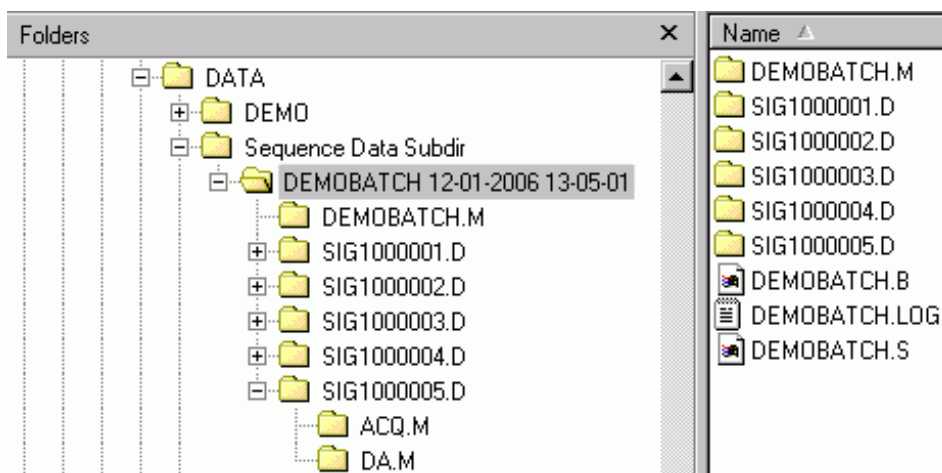 Folders
DATA
DEMO
Sequence Data Subdir
DEMOBATCH 12-01-2006 13-05-01
DEMOBATCH.M
SIG1000001.D
SIG1000002.D
SIG1000003.D
SIG1000004.D
SIG1000005.D
ACQ.M
DA.M
Name
DEMOBATCH.M
SIG1000001.D
SIG1000002.D
SIG1000003.D
SIG1000004.D
SIG1000005.D
DEMOBATCH.B
DEMOBATCH.LOG
DEMOBATCH.S